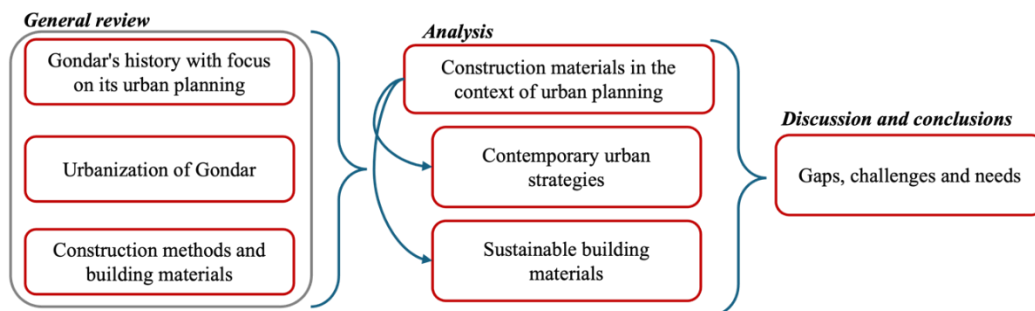 General review
Gondar's history with focus
on its urban planning
Urbanization of Gondar
Construction methods and
building materials
Analysis
Construction materials in the
context of urban planning
Contemporary urban
strategies
Sustainable building
materials
Discussion and conclusions
Gaps, challenges and needs